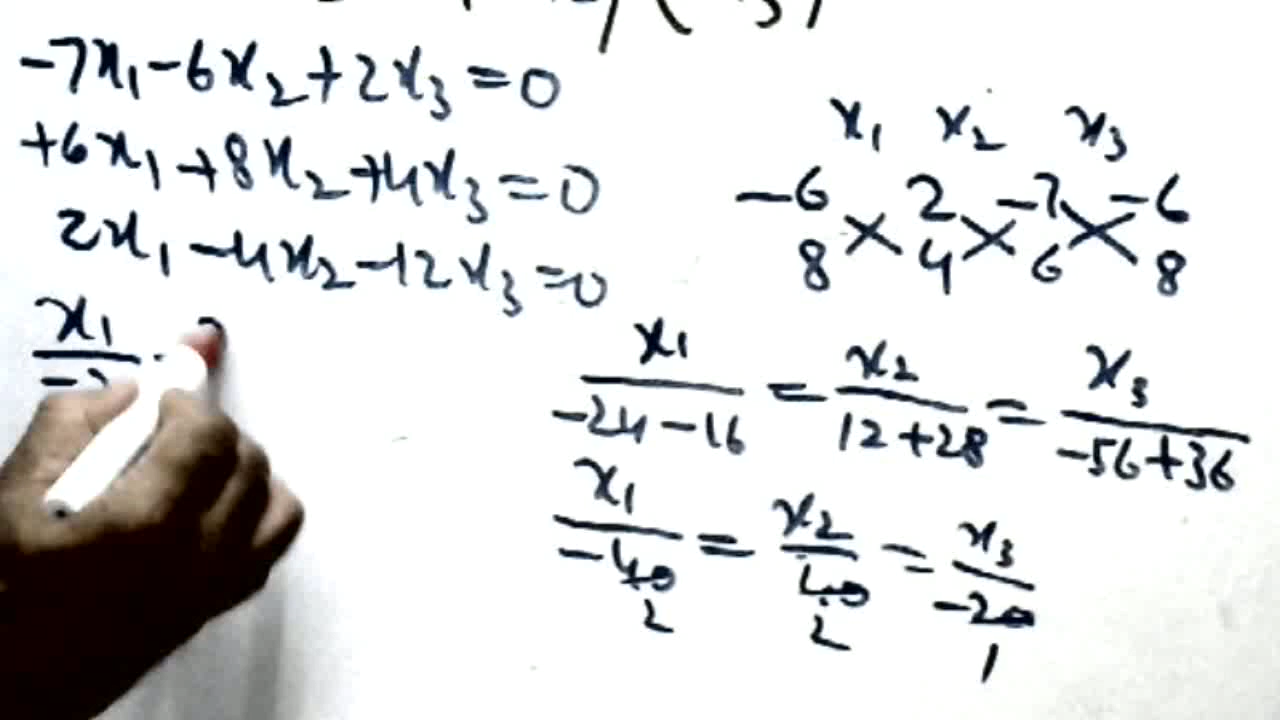 -7x₁-6x₂+2x₃=0
+6x₁+8x₂+4x₃=0
2x₁-4x₂-12x₃=0
x₁ x₂ x₃
-6 2 -7 -6
8 4 6 8
x₁/-24-16 = x₂/12+28 = x₃/-56+36
x₁/-40 = x₂/40 = x₃/-20
2 2 1
x₁